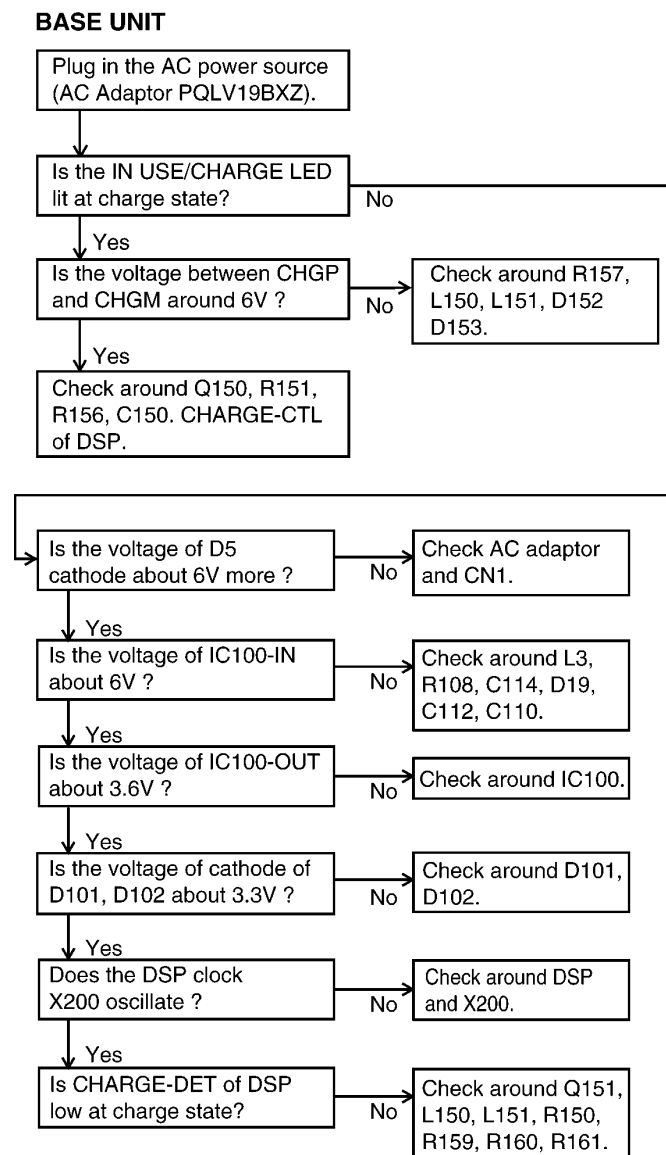 BASE UNIT
Plug in the AC power source
(AC Adaptor PQLV19BXZ).
Is the IN USE/CHARGE LED
lit at charge state?
No
Yes
Is the voltage between CHGP
and CHGM around 6V ?
No
Check around R157,
L150, L151, D152
D153.
Yes
Check around Q150, R151,
R156, C150. CHARGE-CTL
of DSP.
Is the voltage of D5
cathode about 6V more ?
No
Check AC adaptor
and CN1.
Yes
Is the voltage of IC100-IN
about 6V ?
No
Check around L3,
R108, C114, D19,
C112, C110.
Yes
Is the voltage of IC100-OUT
about 3.6V ?
No
Check around IC100.
Yes
Is the voltage of cathode of
D101, D102 about 3.3V ?
No
Check around D101,
D102.
Yes
Does the DSP clock
X200 oscillate ?
No
Check around DSP
and X200.
Yes
Is CHARGE-DET of DSP
low at charge state?
No
Check around Q151,
L150, L151, R150,
R159, R160, R161.